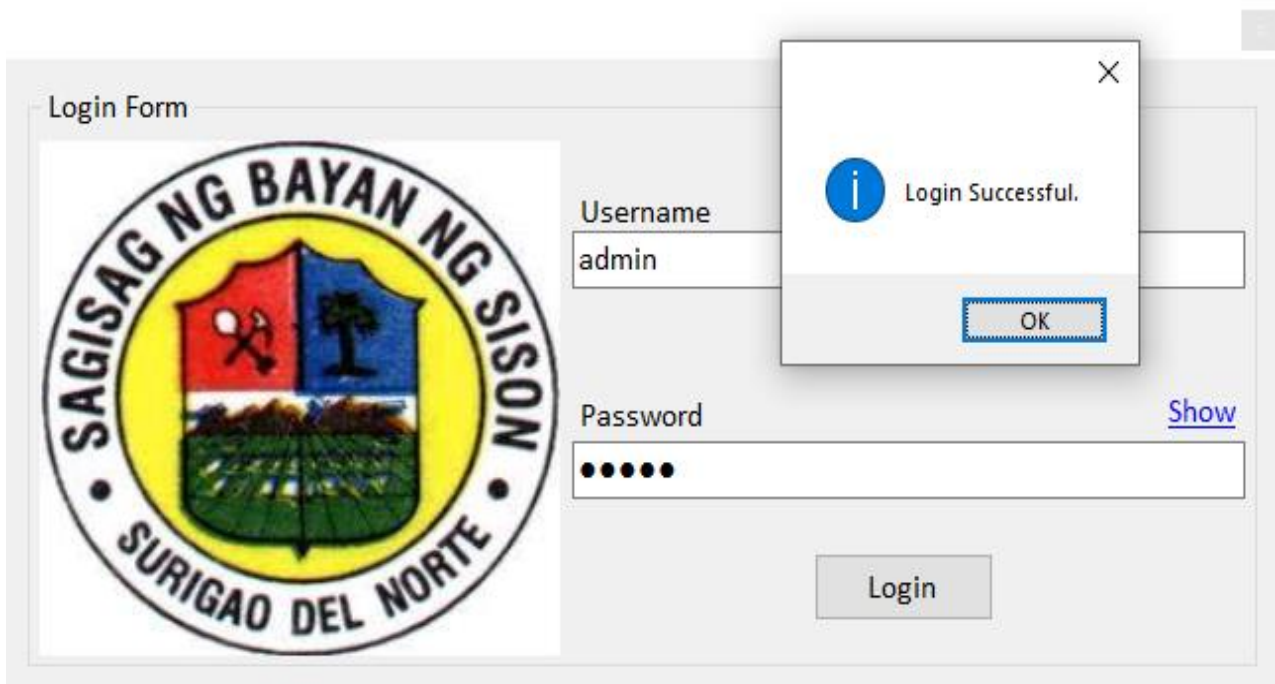 Login Form
SAGISAG NG BAYAN NG SISON
SURIGAO DEL NORTE
Username
admin
Password
Show
●●●●●
Login
Login Successful.
OK